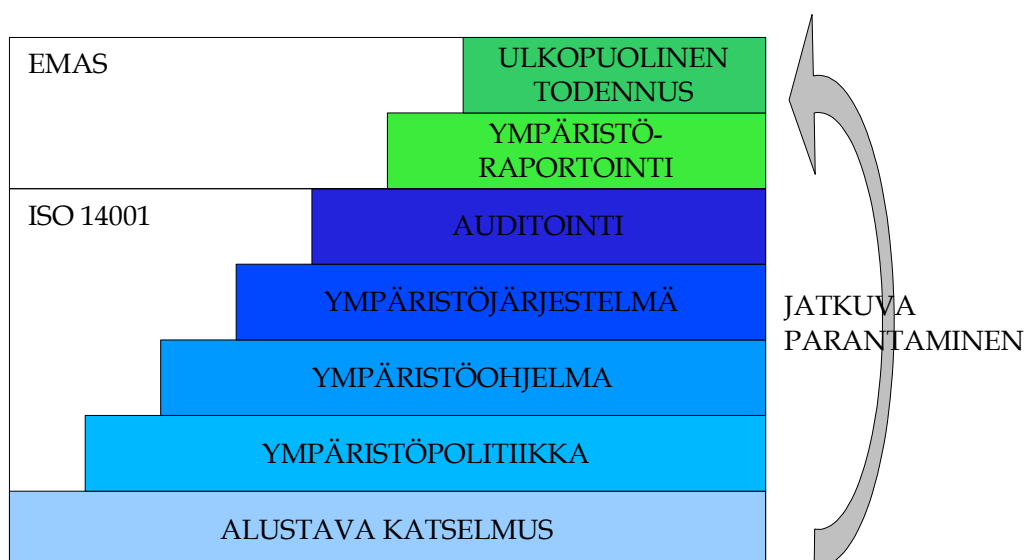 EMAS
ULKOPUOLINEN
TODENNUS
YMPÄRISTÖ-
RAPORTOINTI
ISO 14001
AUDITOINTI
YMPÄRISTÖJÄRJESTELMÄ
JATKUVA
PARANTAMINEN
YMPÄRISTÖOHJELMA
YMPÄRISTÖPOLITIIKKA
ALUSTAVA KATSELMUS